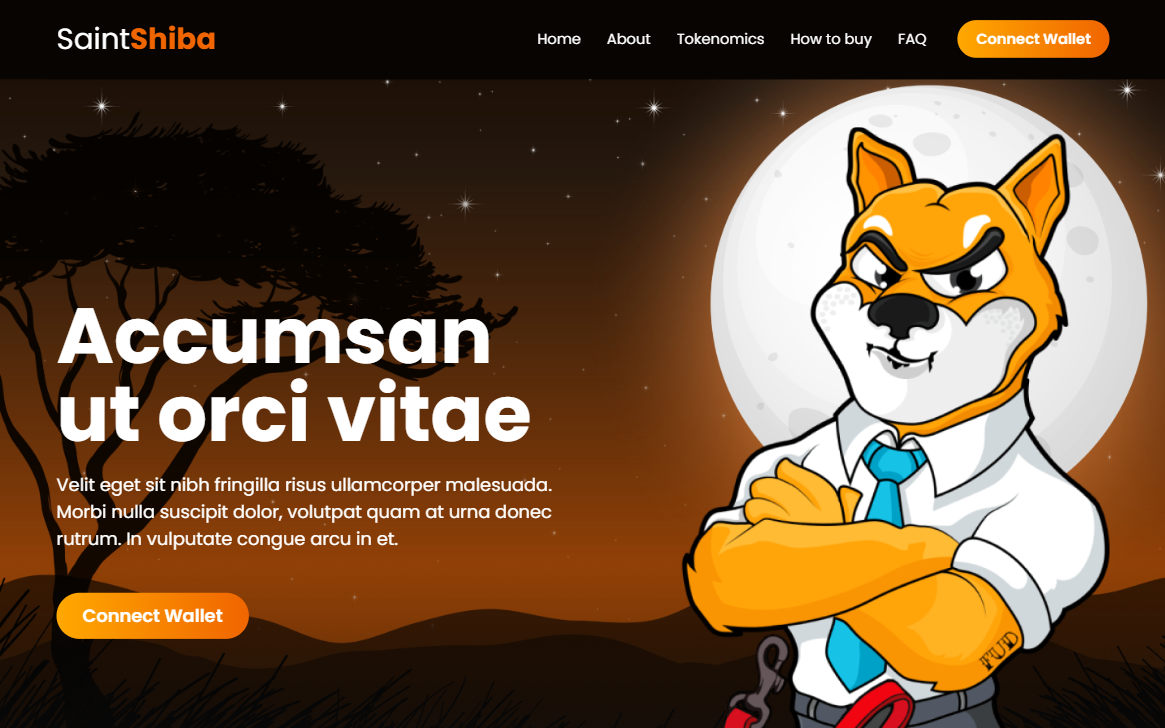 SaintShiba
Home About Tokenomics How to buy FAQ Connect Wallet
Accumsan
ut orci vitae
Velit eget sit nibh fringilla risus ullamcorper malesuada.
Morbi nulla suscipit dolor, volutpat quam at urna donec
rutrum. In vulputate congue arcu in et.
Connect Wallet
FUD